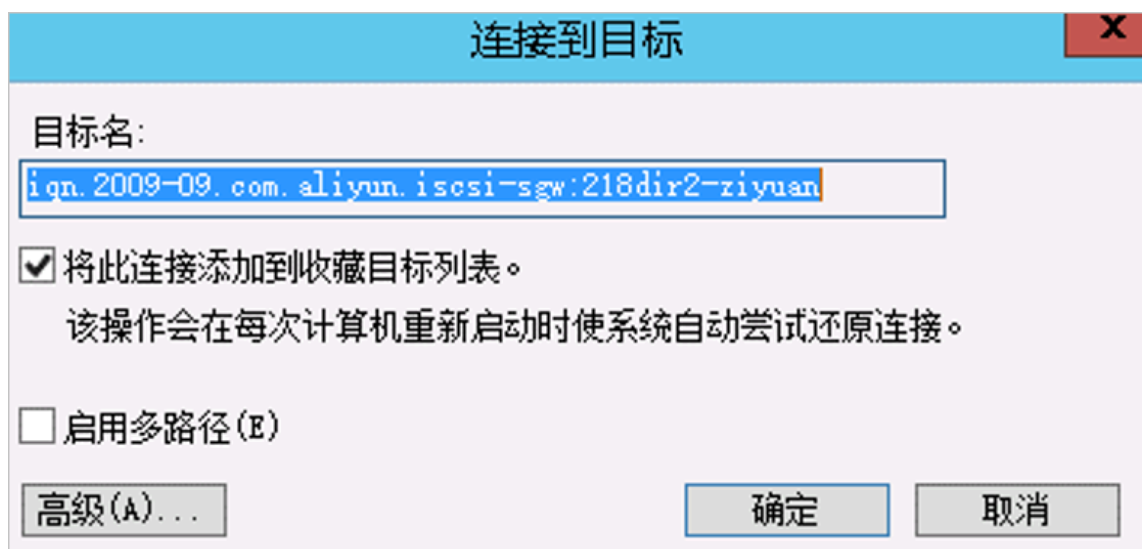 连接到目标
x
目标名:
iqn.2009-09.com.aliyun.iscsi-sgw:218dir2-ziyuan
将此连接添加到收藏目标列表。
该操作会在每次计算机重新启动时使系统自动尝试还原连接。
启用多路径(E)
高级(A)... 确定 取消